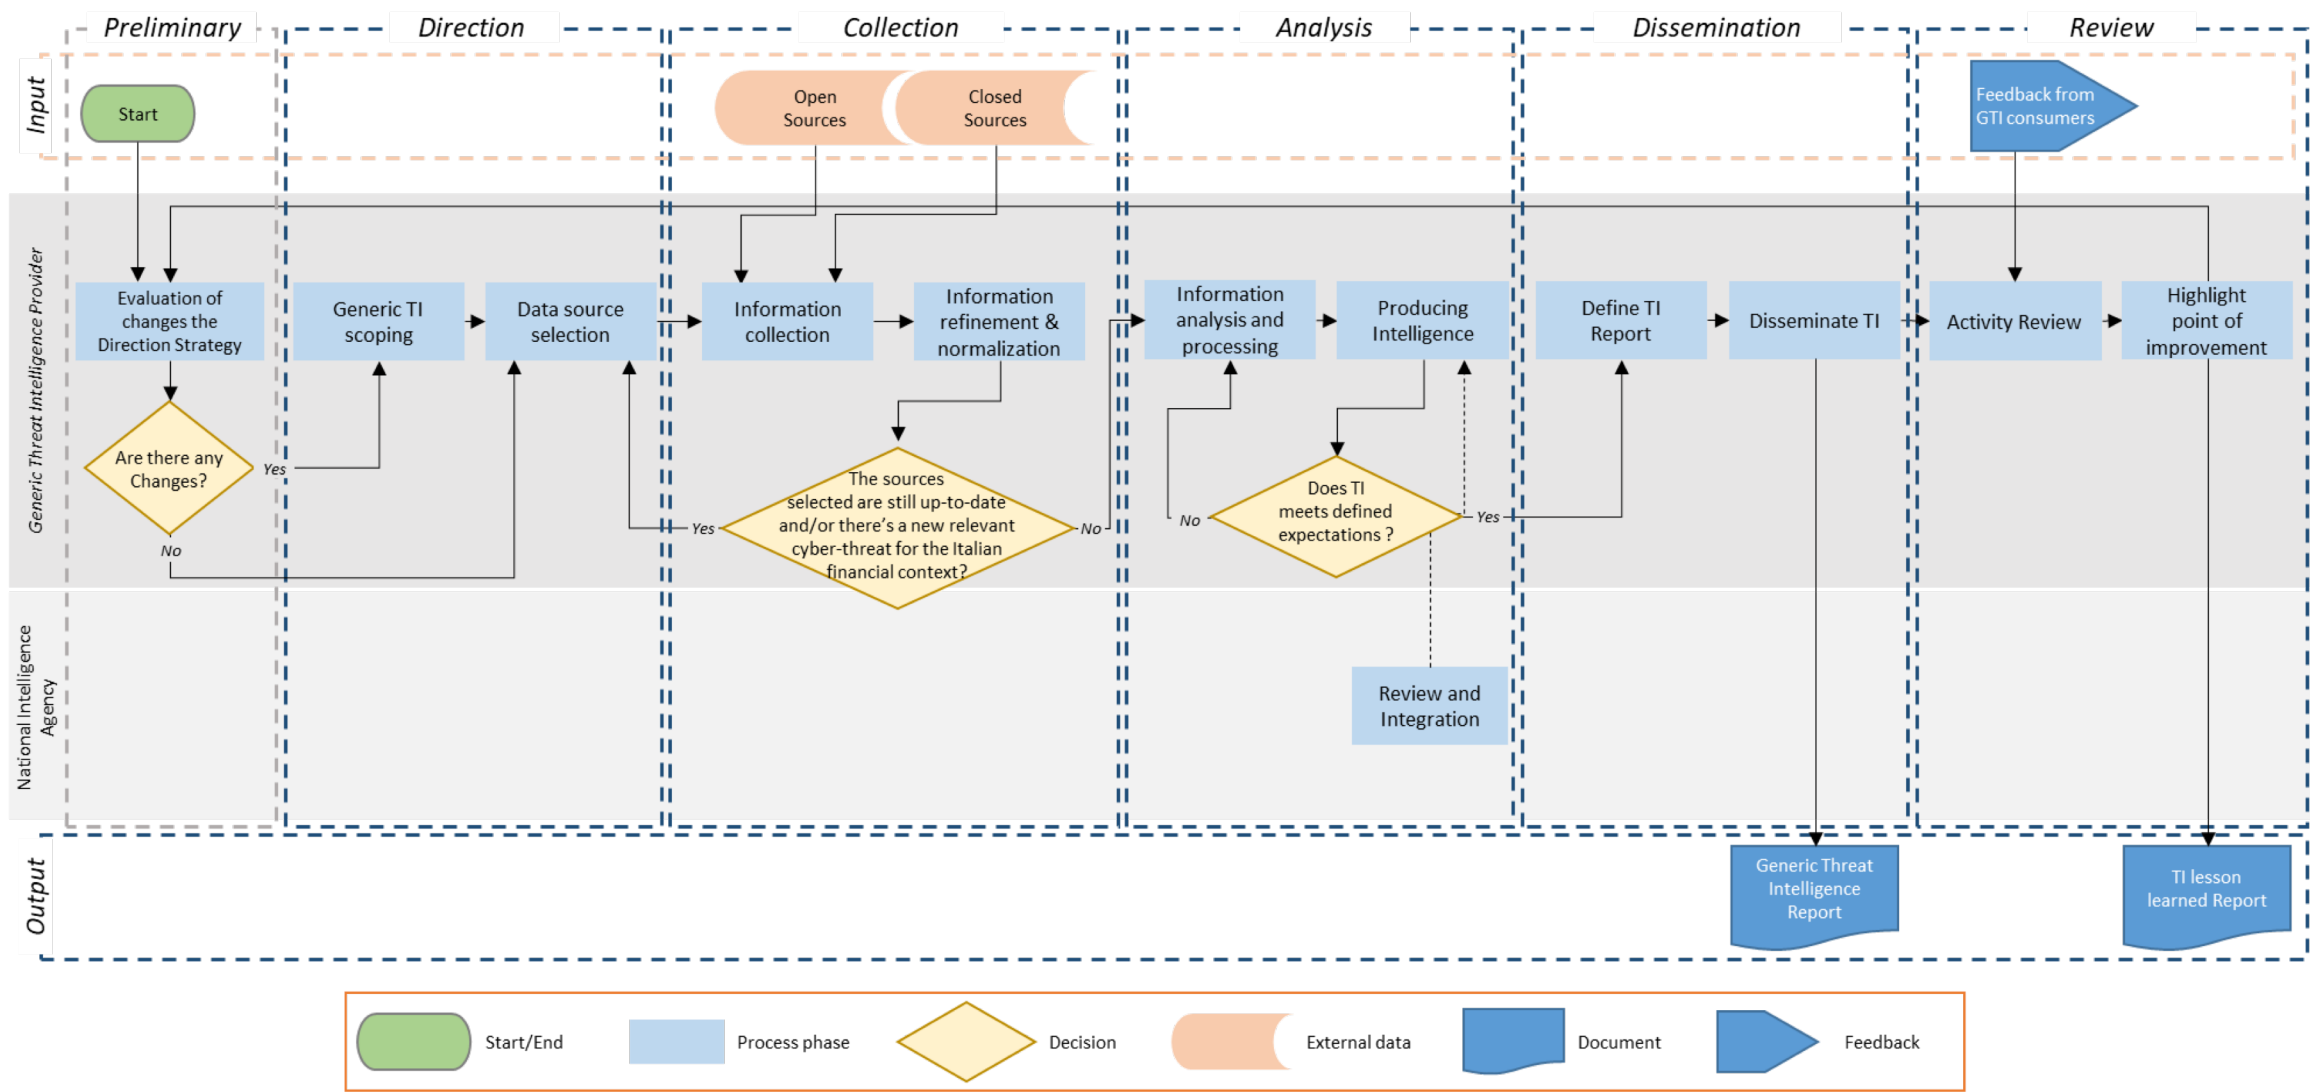 Preliminary
Direction
Collection
Analysis
Dissemination
Review
Input
Start
Open
Sources
Closed
Sources
Feedback from
GTI consumers
Generic Threat Intelligence Provider
Evaluation of
changes the
Direction Strategy
Generic TI
scoping
Data source
selection
Information
collection
Information
refinement &
normalization
Information
analysis and
processing
Producing
Intelligence
Define TI
Report
Disseminate TI
Activity Review
Highlight
point of
improvement
Are there any
Changes?
Yes
No
Yes
The sources
selected are still up-to-date
and/or there's a new relevant
cyber-threat for the Italian
financial context?
No
No
Does TI
meets defined
expectations ?
Yes
National Intelligence
Agency
Review and
Integration
Output
Generic Threat
Intelligence
Report
TI lesson
learned Report
Start/End
Process phase
Decision
External data
Document
Feedback